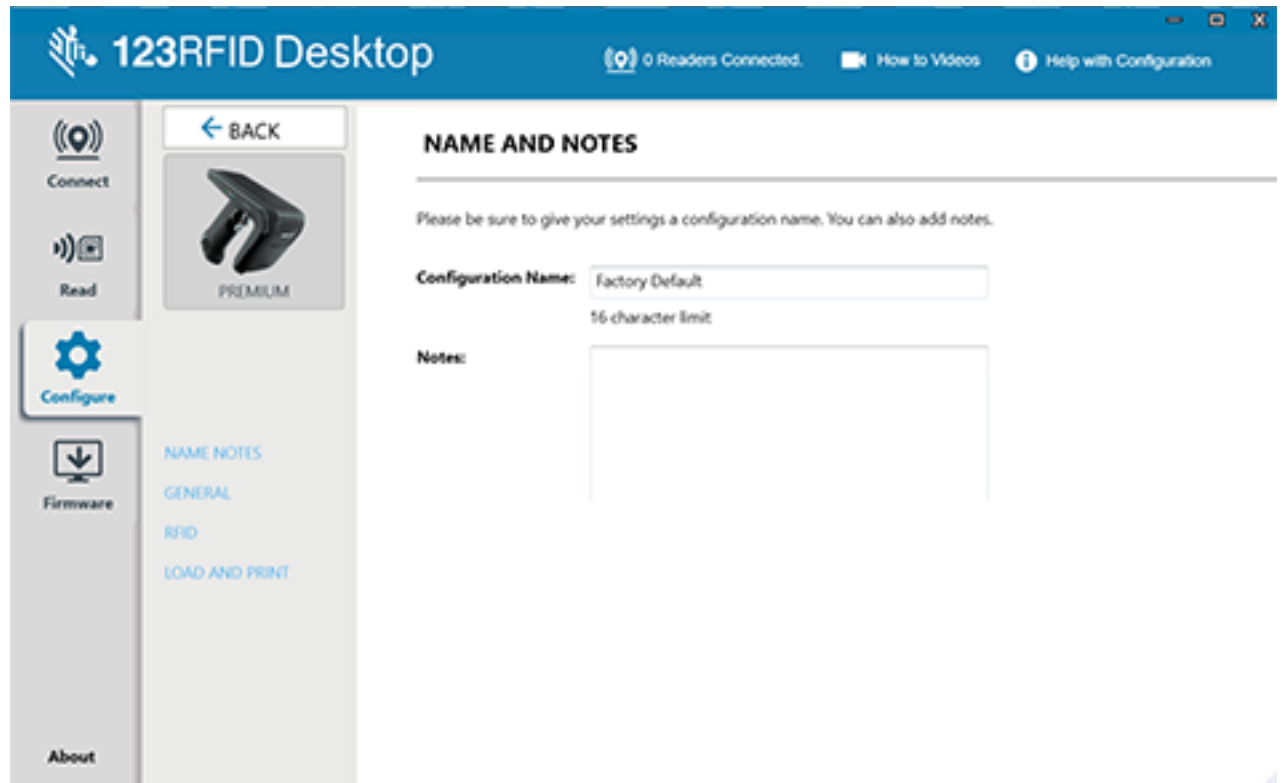 123RFID Desktop
0 Readers Connected.
How to Videos
Help with Configuration
Connect
Read
Configure
Firmware
About
BACK
PREMIUM
NAME NOTES
GENERAL
RFID
LOAD AND PRINT
NAME AND NOTES
Please be sure to give your settings a configuration name. You can also add notes.
Configuration Name: Factory Default
16 character limit
Notes: